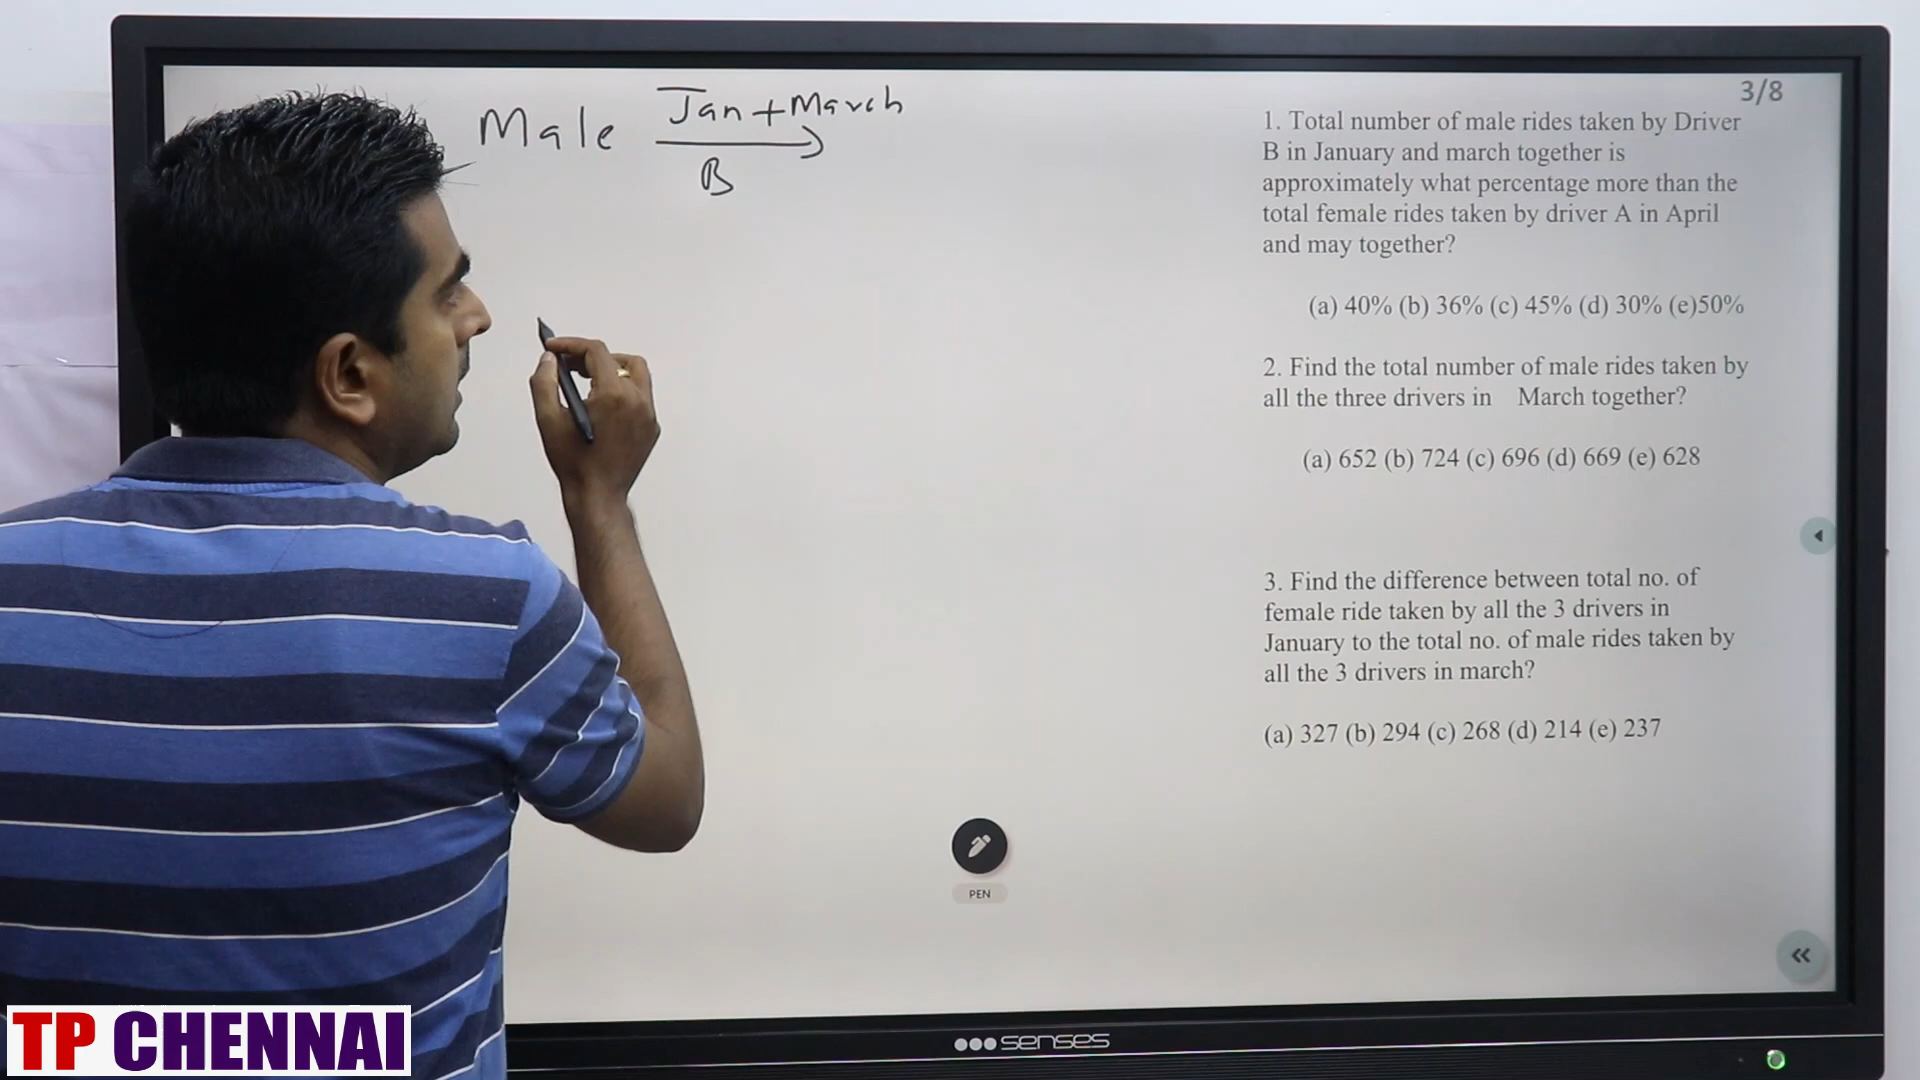 Male Jan+March
B
3/8
1. Total number of male rides taken by Driver
B in January and march together is
approximately what percentage more than the
total female rides taken by driver A in April
and may together?
(a) 40% (b) 36% (c) 45% (d) 30% (e)50%
2. Find the total number of male rides taken by
all the three drivers in March together?
(a) 652 (b) 724 (c) 696 (d) 669 (e) 628
3. Find the difference between total no. of
female ride taken by all the 3 drivers in
January to the total no. of male rides taken by
all the 3 drivers in march?
(a) 327 (b) 294 (c) 268 (d) 214 (e) 237
PEN
senses
TP CHENNAI